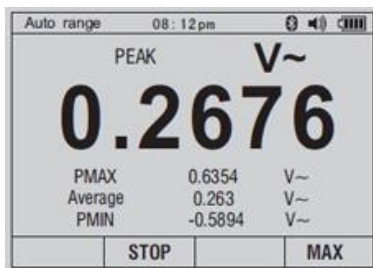 Auto range 08:12pm
PEAK V~
0.2676
PMAX 0.6354 V~
Average 0.263 V~
PMIN -0.5894 V~
STOP MAX